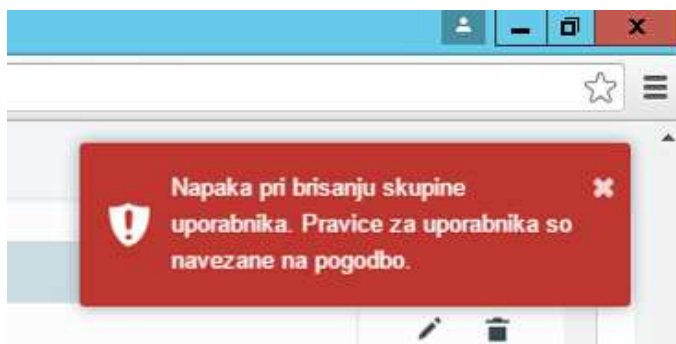 Napaka pri brisanju skupine
uporabnika. Pravice za uporabnika so
navezane na pogodbo.